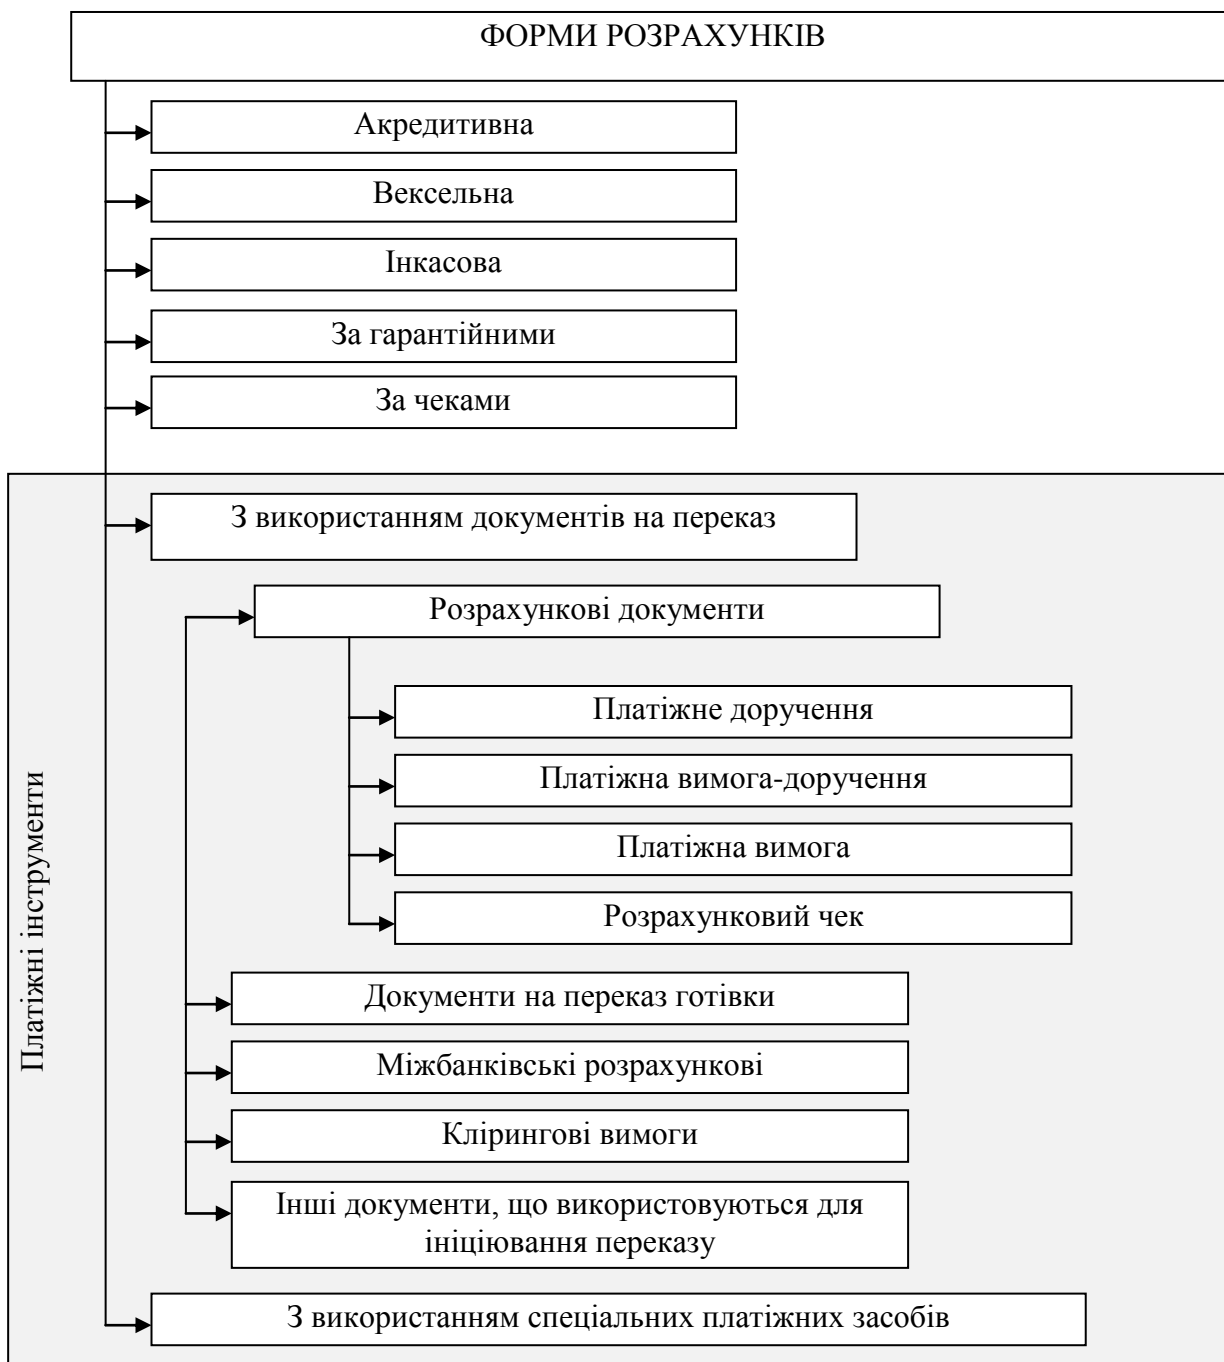 ФОРМИ РОЗРАХУНКІВ
Акредитивна
Вексельна
Інкасова
За гарантійними
За чеками
Платіжні інструменти
З використанням документів на переказ
Розрахункові документи
Платіжне доручення
Платіжна вимога-доручення
Платіжна вимога
Розрахунковий чек
Документи на переказ готівки
Міжбанківські розрахункові
Клірингові вимоги
Інші документи, що використовуються для
ініціювання переказу
З використанням спеціальних платіжних засобів